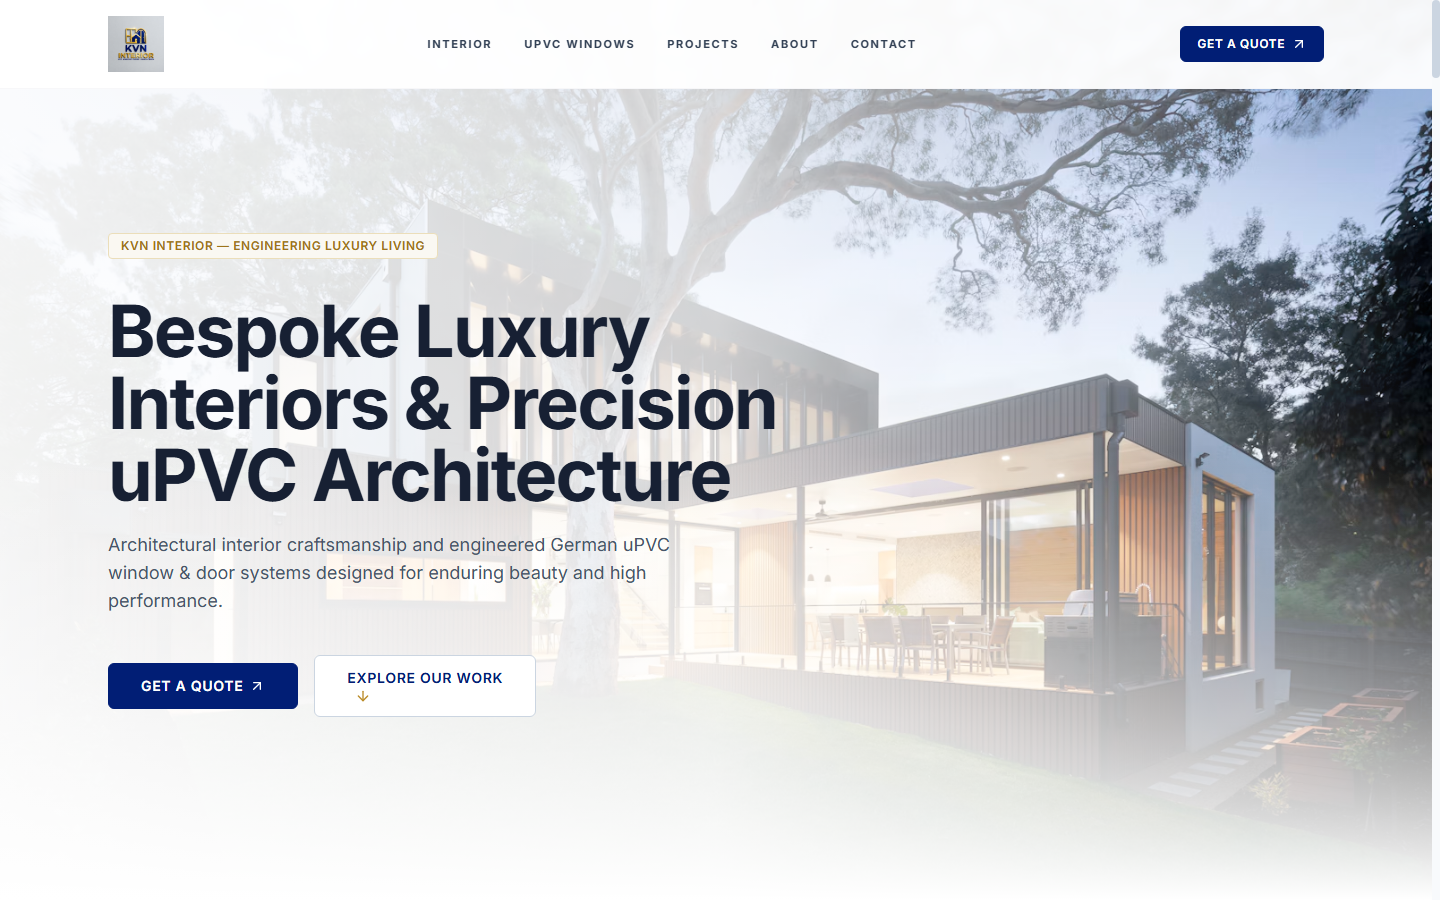 KVN
INTERIOR
INTERIOR
UPVC WINDOWS
PROJECTS
ABOUT
CONTACT
GET A QUOTE
KVN INTERIOR — ENGINEERING LUXURY LIVING
Bespoke Luxury
Interiors & Precision
uPVC Architecture
Architectural interior craftsmanship and engineered German uPVC
window & door systems designed for enduring beauty and high
performance.
GET A QUOTE
EXPLORE OUR WORK